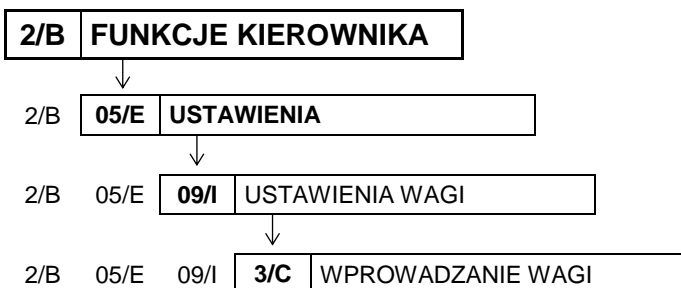 2/B FUNKCJE KIEROWNIKA
2/B 05/E USTAWIENIA
2/B 05/E 09/I USTAWIENIA WAGI
2/B 05/E 09/I 3/C WPROWADZANIE WAGI